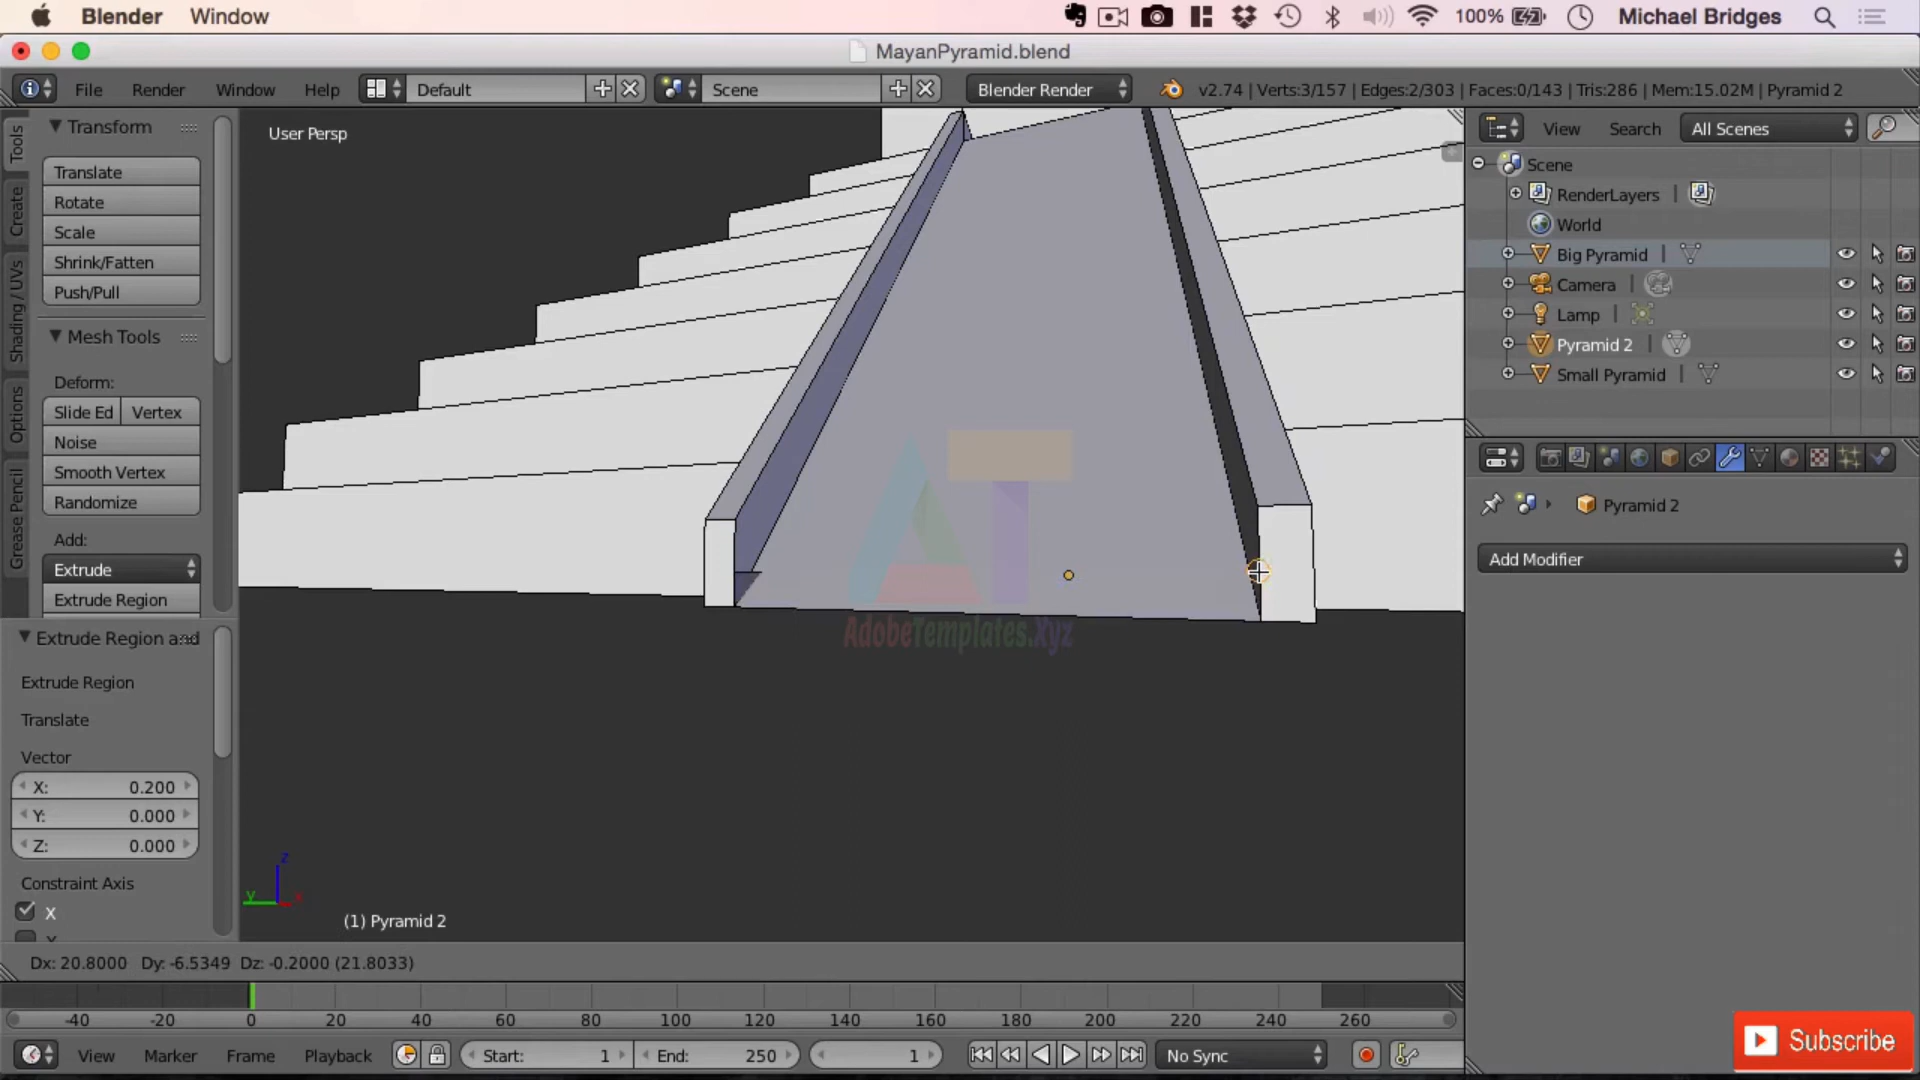 Blender Window 100% Michael Bridges
MayanPyramid.blend
File Render Window Help Default Scene Blender Render v2.74 | Verts:3/157 | Edges:2/303 | Faces:0/143 | Tris:286 | Mem:15.02M | Pyramid 2
Tools
Create
Shading / UVs
Options
Grease Pencil
Transform
Translate
Rotate
Scale
Shrink/Fatten
Push/Pull
Mesh Tools
Deform:
Slide Ed Vertex
Noise
Smooth Vertex
Randomize
Add:
Extrude
Extrude Region
Extrude Region and
Extrude Region
Translate
Vector
X: 0.200
Y: 0.000
Z: 0.000
Constraint Axis
X
Y
User Persp
AT
AdobeTemplates.Xyz
z
y x
(1) Pyramid 2
Dx: 20.8000 Dy: -6.5349 Dz: -0.2000 (21.8033)
View Search All Scenes
Scene
RenderLayers |
World
Big Pyramid |
Camera |
Lamp |
Pyramid 2 |
Small Pyramid |
Pyramid 2
Add Modifier
-40 -20 0 20 40 60 80 100 120 140 160 180 200 220 240 260
View Marker Frame Playback Start: 1 End: 250 1 No Sync
Subscribe